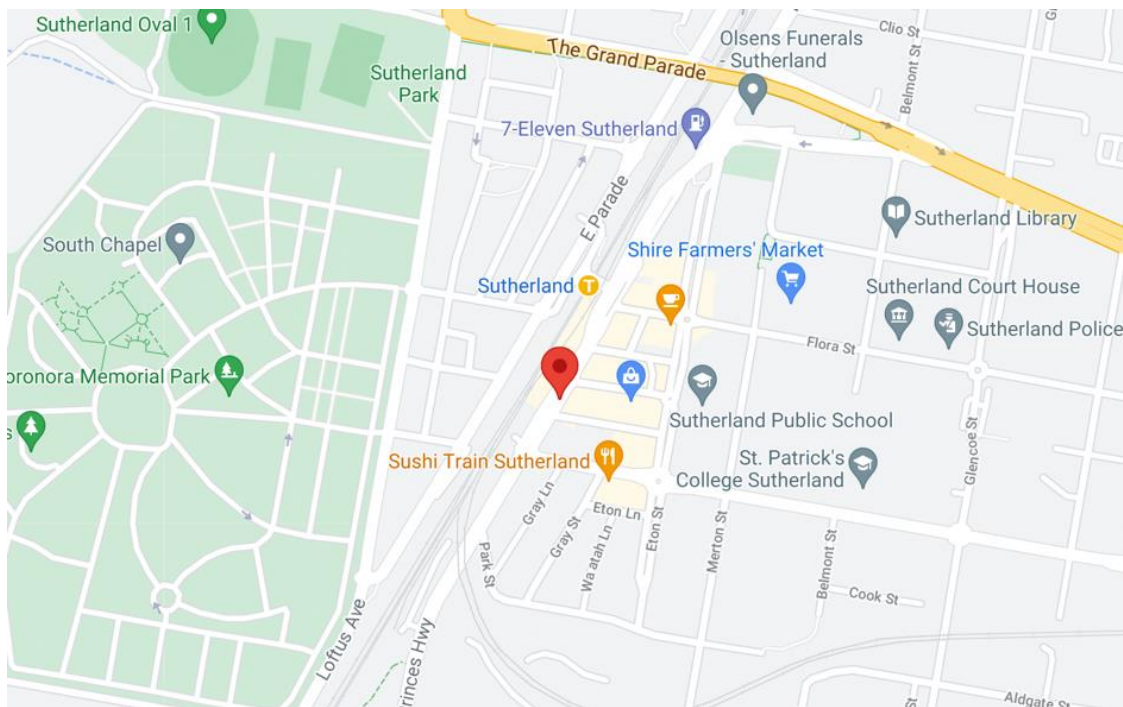 Sutherland Oval 1
Sutherland
Park
The Grand Parade
Olsens Funerals
- Sutherland
Clio St
Belmont St
7-Eleven Sutherland
E Parade
Sutherland Library
South Chapel
Shire Farmers' Market
Sutherland
T
Sutherland Court House
Sutherland Police
Flora St
oronora Memorial Park
s
Sutherland Public School
Glencoe St
Sushi Train Sutherland
St. Patrick's
College Sutherland
Gray Ln
Eton Ln
Gray St
Wa atah Ln
Eton St
Merton St
Park St
Belmont St
Cook St
Loftus Ave
rinces Hwy
Aldgate St